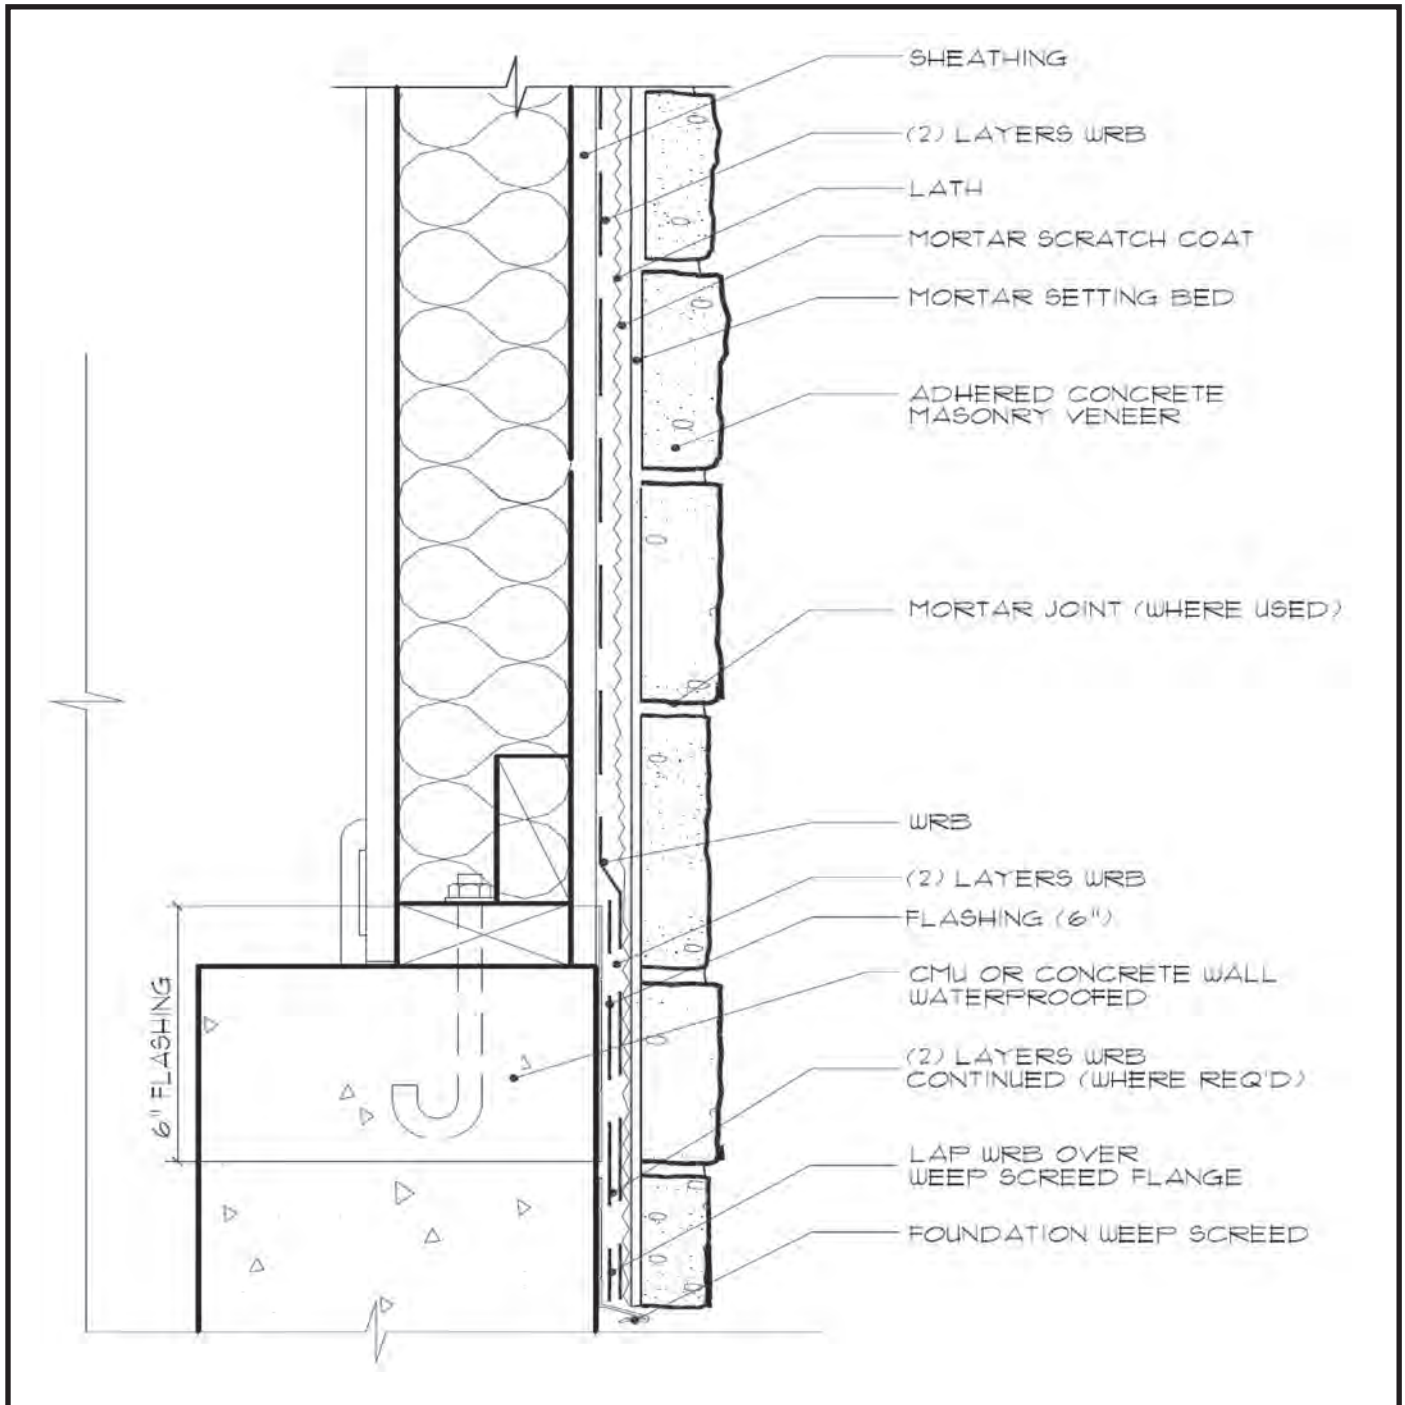 SHEATHING
(2) LAYERS WRB
LATH
MORTAR SCRATCH COAT
MORTAR SETTING BED
ADHERED CONCRETE
MASONRY VENEER
MORTAR JOINT (WHERE USED)
WRB
(2) LAYERS WRB
FLASHING (6")
CMU OR CONCRETE WALL
WATERPROOFED
(2) LAYERS WRB
CONTINUED (WHERE REQ'D)
LAP WRB OVER
WEEP SCREED FLANGE
FOUNDATION WEEP SCREED
6" FLASHING